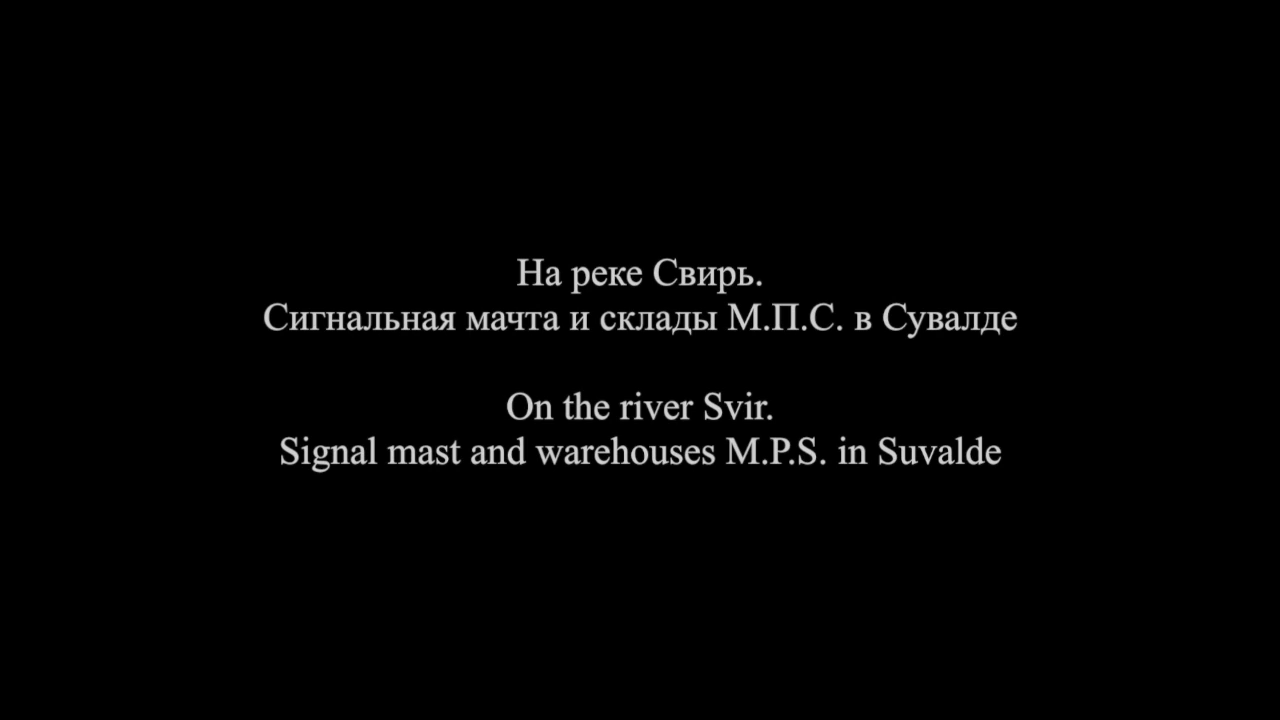 На реке Свирь.
Сигнальная мачта и склады М.П.С. в Сувалде
On the river Svir.
Signal mast and warehouses M.P.S. in Suvalde